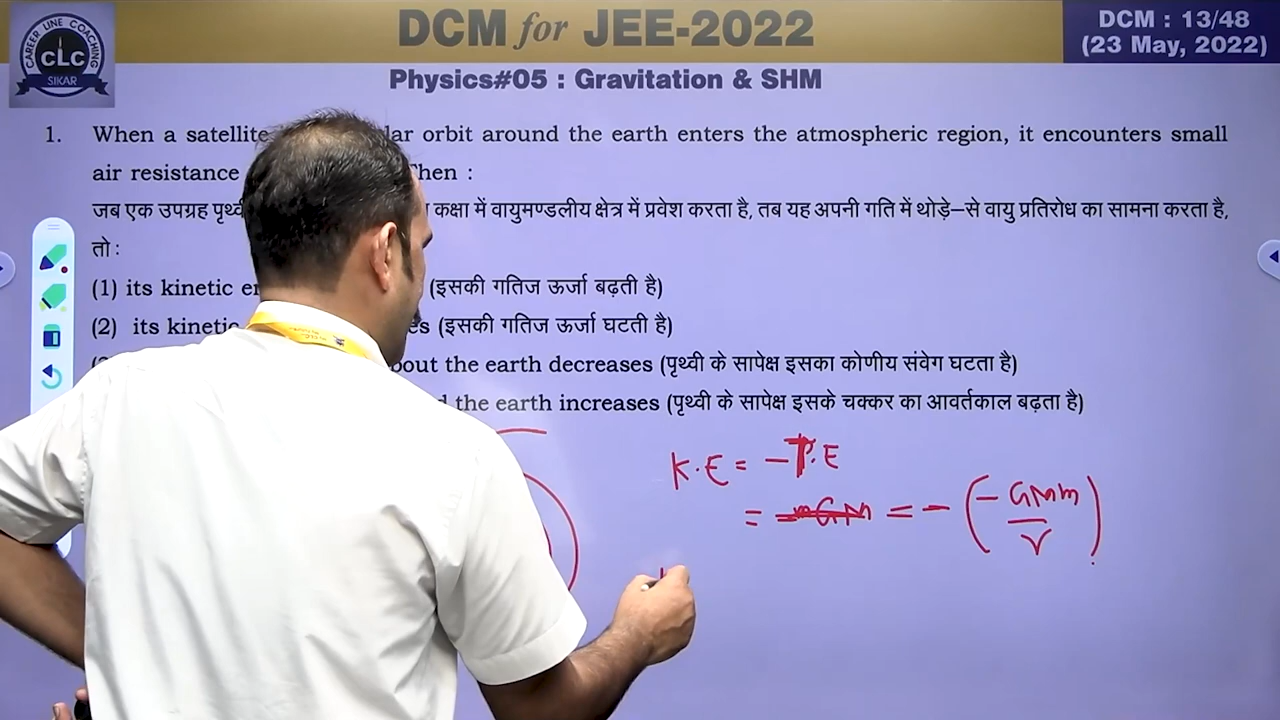 DCM for JEE-2022
DCM : 13/48
(23 May, 2022)
CAREER LINE COACHING
CLC
SIKAR
Physics#05 : Gravitation & SHM
1. When a satellite orbit around the earth enters the atmospheric region, it encounters small
air resistance :
जब एक उपग्रह कक्षा में वायुमण्डलीय क्षेत्र में प्रवेश करता है, तब यह अपनी गति में थोड़े–से वायु प्रतिरोध का सामना करता है,
तो :
(1) its kinetic (इसकी गतिज ऊर्जा बढ़ती है)
(2) its kinetic (इसकी गतिज ऊर्जा घटती है)
the earth decreases (पृथ्वी के सापेक्ष इसका कोणीय संवेग घटता है)
the earth increases (पृथ्वी के सापेक्ष इसके चक्कर का आवर्तकाल बढ़ता है)
K.E = -T.E
= = - (- GMm / r)